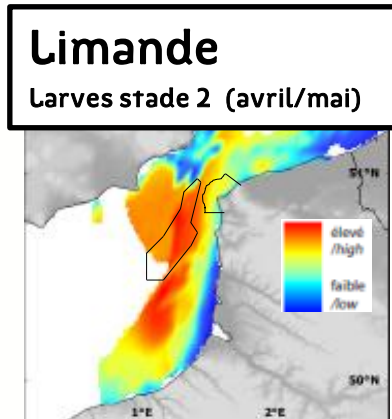 Limande
Larves stade 2 (avril/mai)
51°N
élevé
/high
faible
/low
50°N
1°E
2°E